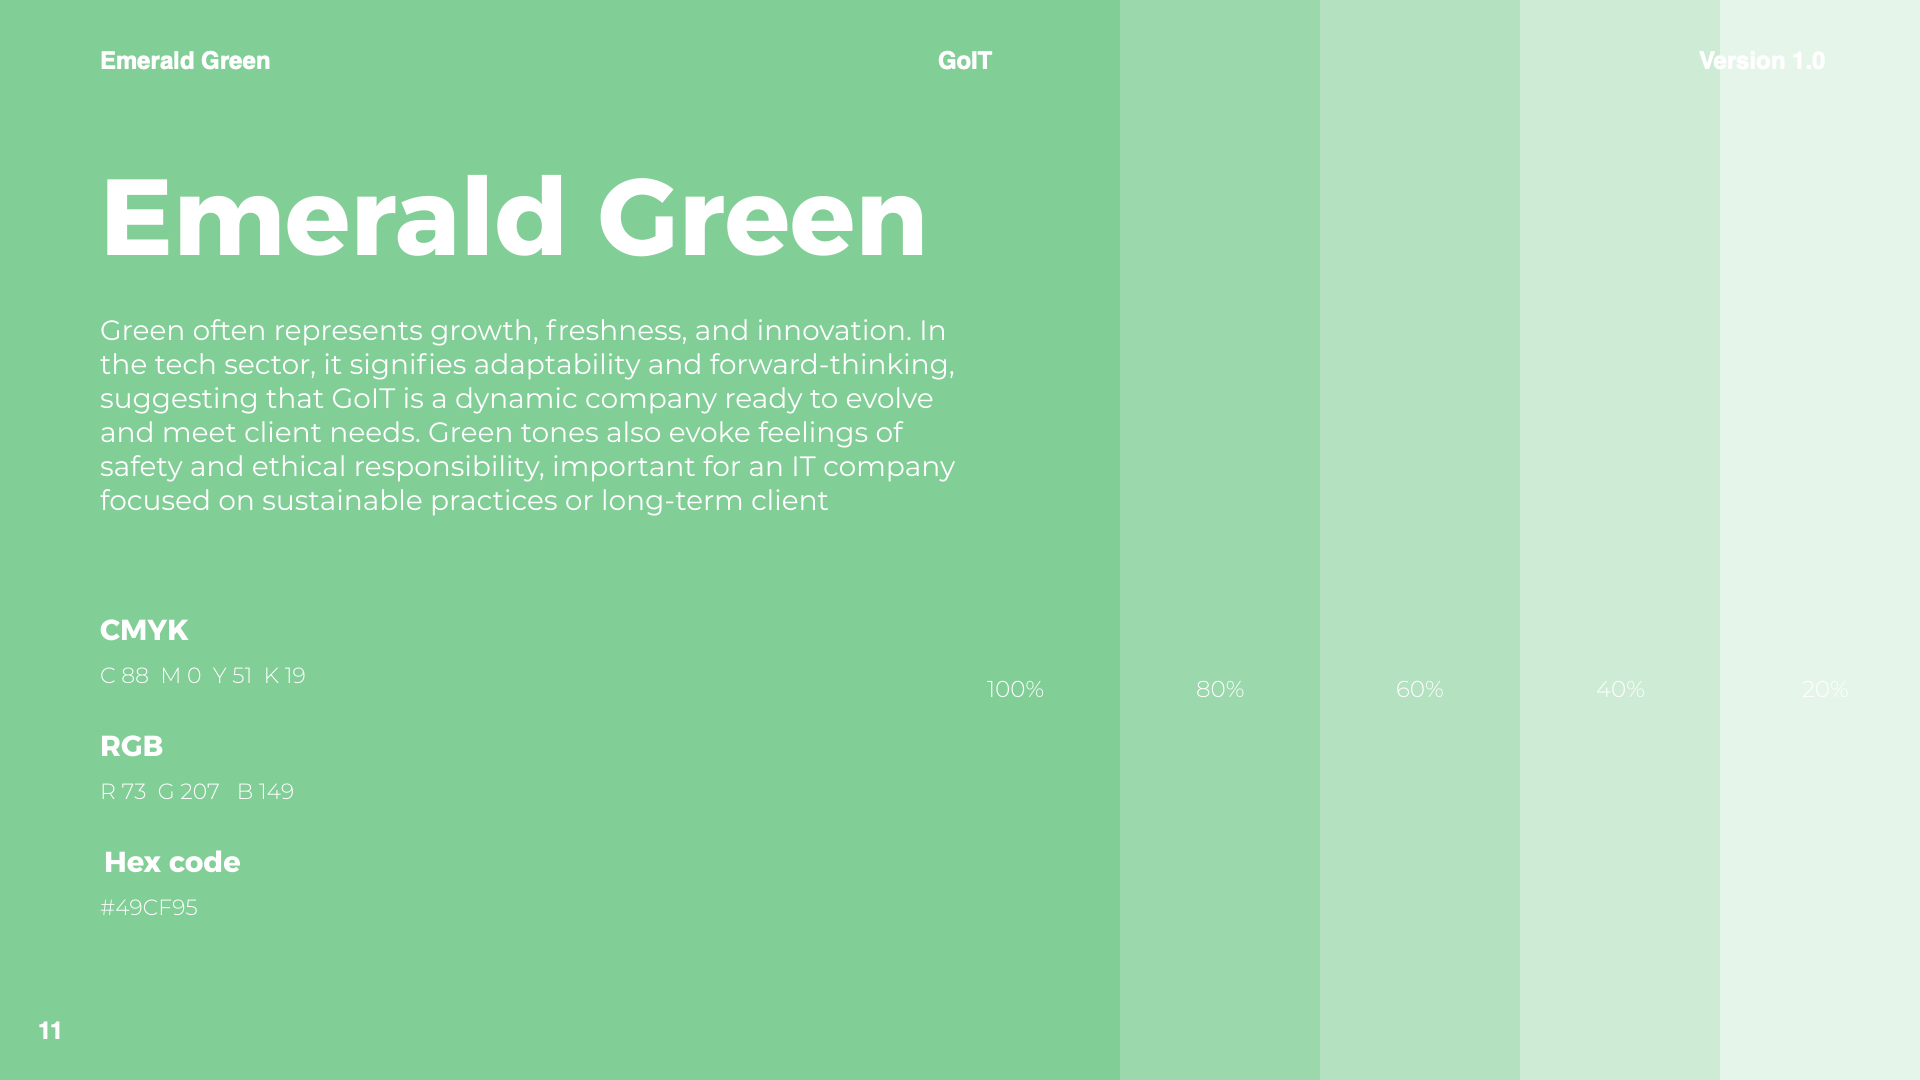 Emerald Green
GoIT
Version 1.0
Emerald Green
Green often represents growth, freshness, and innovation. In
the tech sector, it signifies adaptability and forward-thinking,
suggesting that GoIT is a dynamic company ready to evolve
and meet client needs. Green tones also evoke feelings of
safety and ethical responsibility, important for an IT company
focused on sustainable practices or long-term client
CMYK
C 88 M 0 Y 51 K 19
100%
80%
60%
40%
20%
RGB
R 73 G 207 B 149
Hex code
#49CF95
11